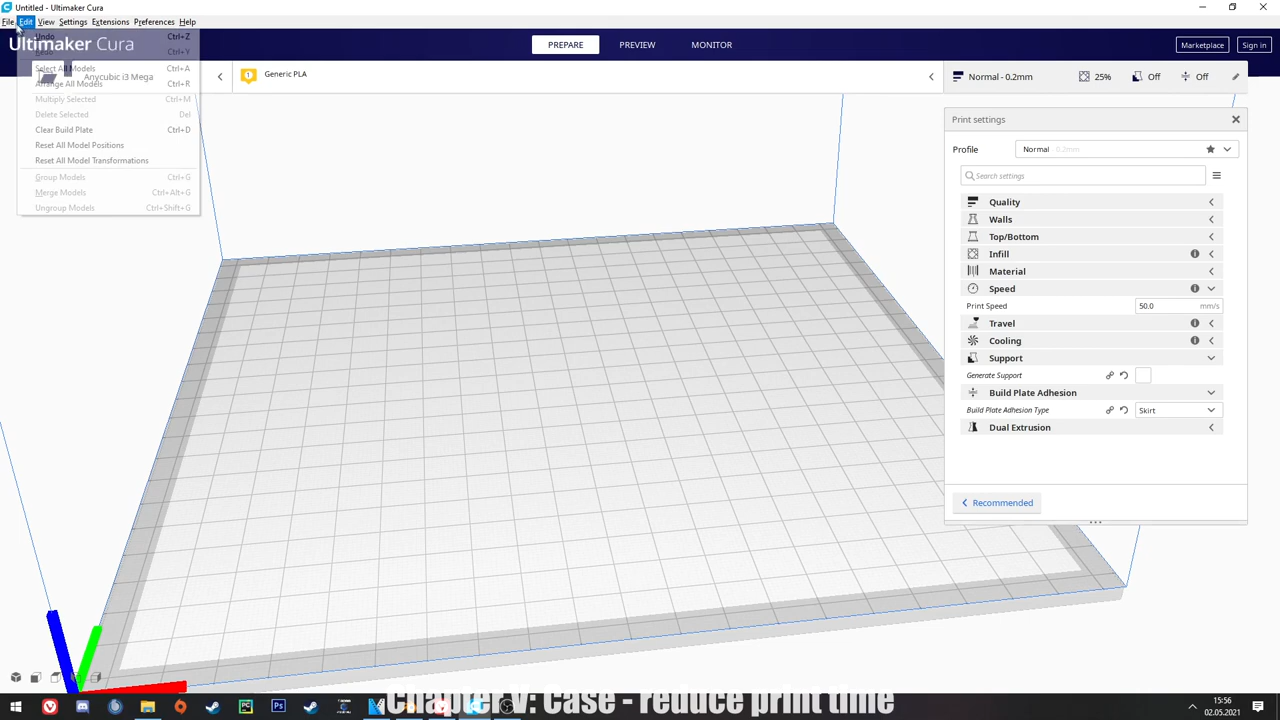 Untitled - Ultimaker Cura
File Edit View Settings Extensions Preferences Help
Ultimaker Cura
PREPARE PREVIEW MONITOR
Marketplace Sign in
Undo Ctrl+Z
Redo Ctrl+Y
Select All Models Ctrl+A
Arrange All Models Ctrl+R
Multiply Selected Ctrl+M
Delete Selected Del
Clear Build Plate Ctrl+D
Reset All Model Positions
Reset All Model Transformations
Group Models Ctrl+G
Merge Models Ctrl+Alt+G
Ungroup Models Ctrl+Shift+G
Anycubic i3 Mega
1 Generic PLA
Normal - 0.2mm 25% Off Off
Print settings
Profile Normal - 0.2mm
Search settings
Quality
Walls
Top/Bottom
Infill
Material
Speed
Print Speed 50.0 mm/s
Travel
Cooling
Support
Generate Support
Build Plate Adhesion
Build Plate Adhesion Type Skirt
Dual Extrusion
Recommended
Chapter V: Case - reduce print time
15:56
02.05.2021